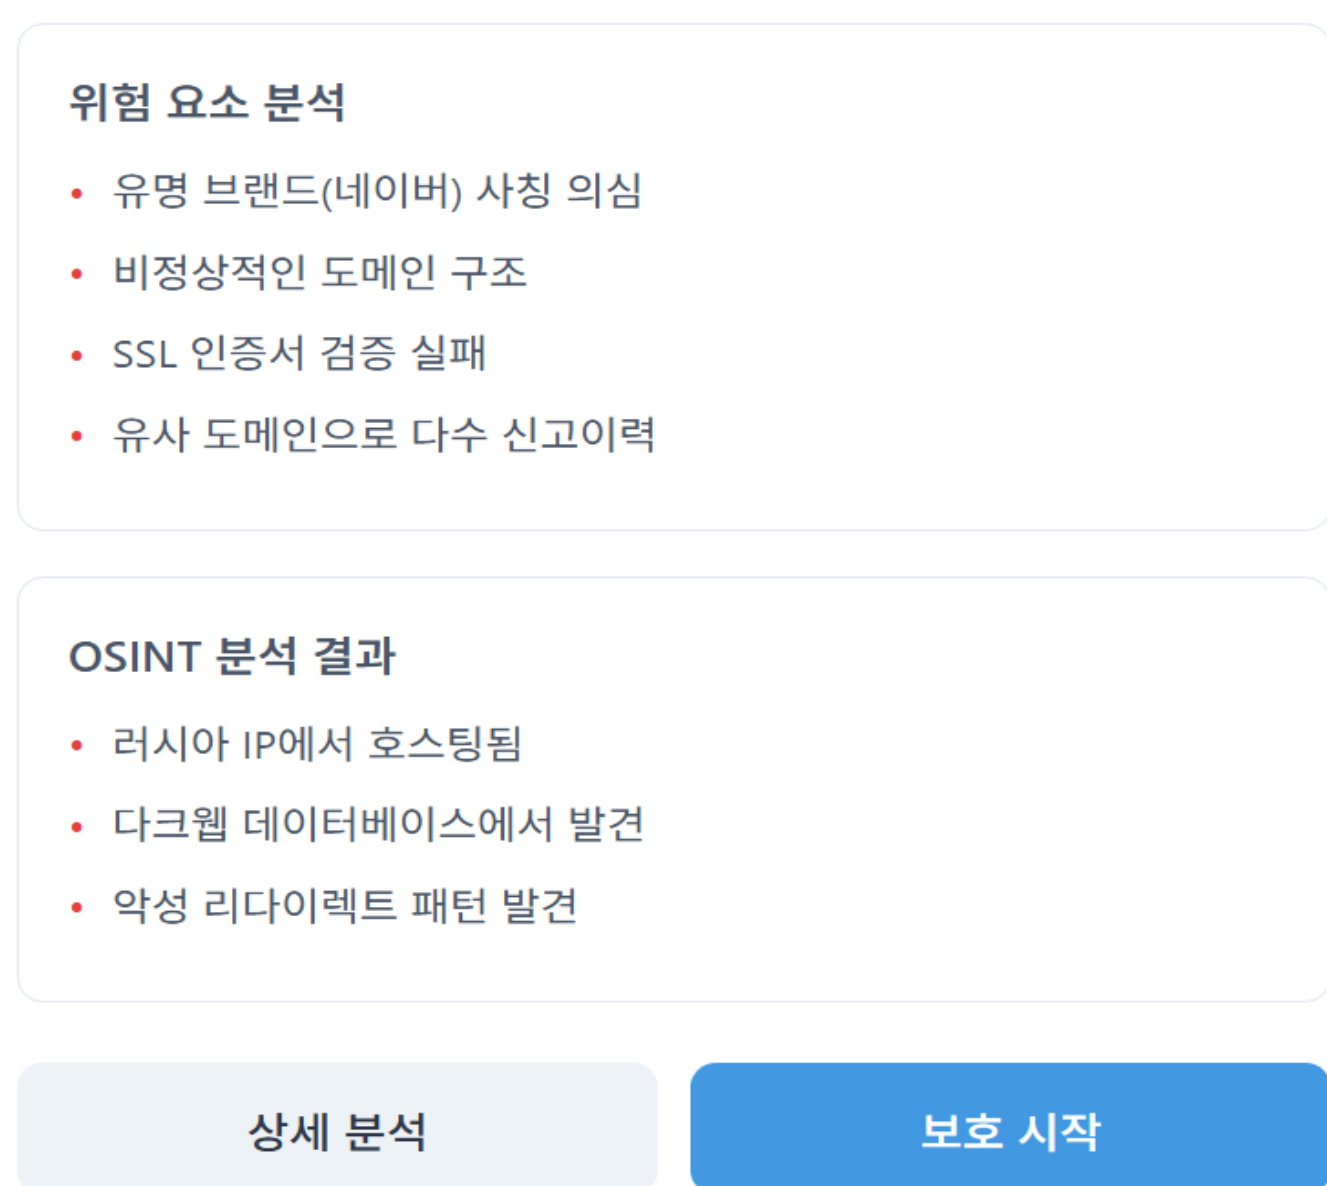 위험 요소 분석
• 유명 브랜드(네이버) 사칭 의심
• 비정상적인 도메인 구조
• SSL 인증서 검증 실패
• 유사 도메인으로 다수 신고이력
OSINT 분석 결과
• 러시아 IP에서 호스팅됨
• 다크웹 데이터베이스에서 발견
• 악성 리다이렉트 패턴 발견
상세 분석
보호 시작